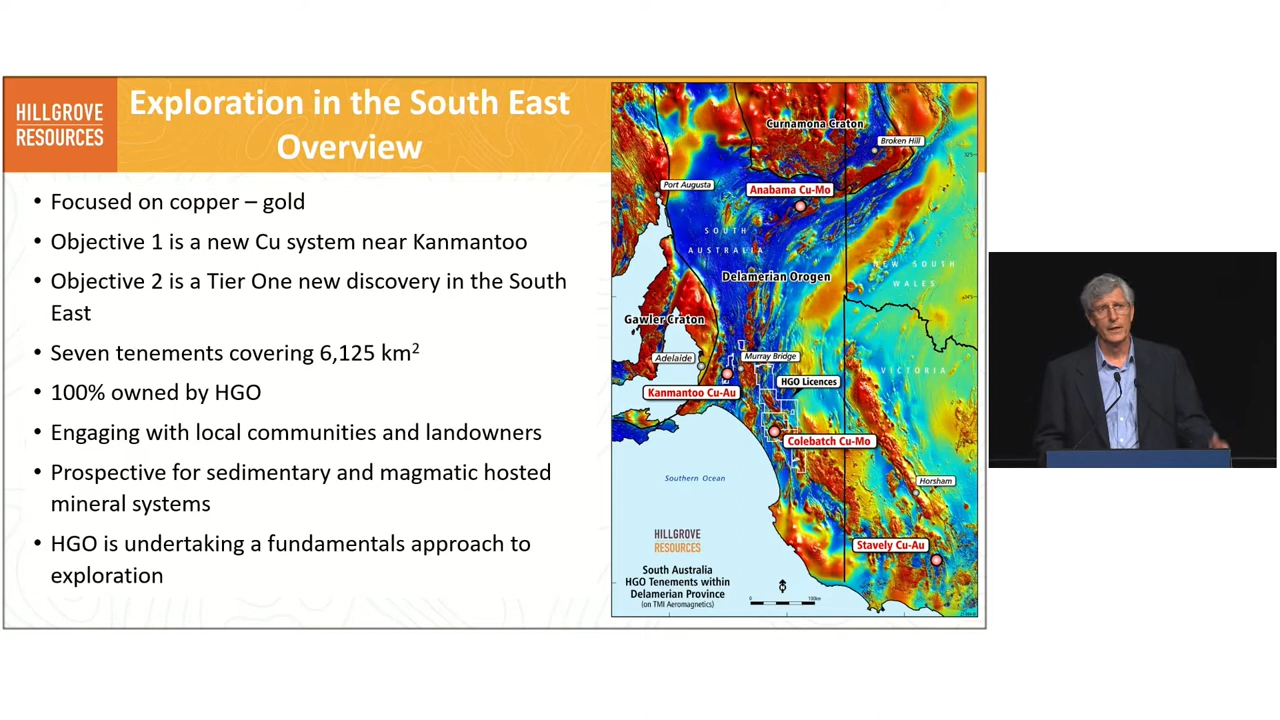 HILLGROVE
RESOURCES
Exploration in the South East
Overview
• Focused on copper – gold
• Objective 1 is a new Cu system near Kanmantoo
• Objective 2 is a Tier One new discovery in the South
East
• Seven tenements covering 6,125 km²
• 100% owned by HGO
• Engaging with local communities and landowners
• Prospective for sedimentary and magmatic hosted
mineral systems
• HGO is undertaking a fundamentals approach to
exploration
Curnamona Craton
Broken Hill
Port Augusta
Anabama Cu-Mo
SOUTH
AUSTRALIA
Delamerian Orogen
NEW SOUTH
WALES
Gawler Craton
Adelaide
Murray Bridge
HGO Licences
VICTORIA
Kanmantoo Cu-Au
Colebatch Cu-Mo
Southern Ocean
Horsham
HILLGROVE
RESOURCES
Stavely Cu-Au
South Australia
HGO Tenements within
Delamerian Province
(on TMI Aeromagnetics)
0
100km